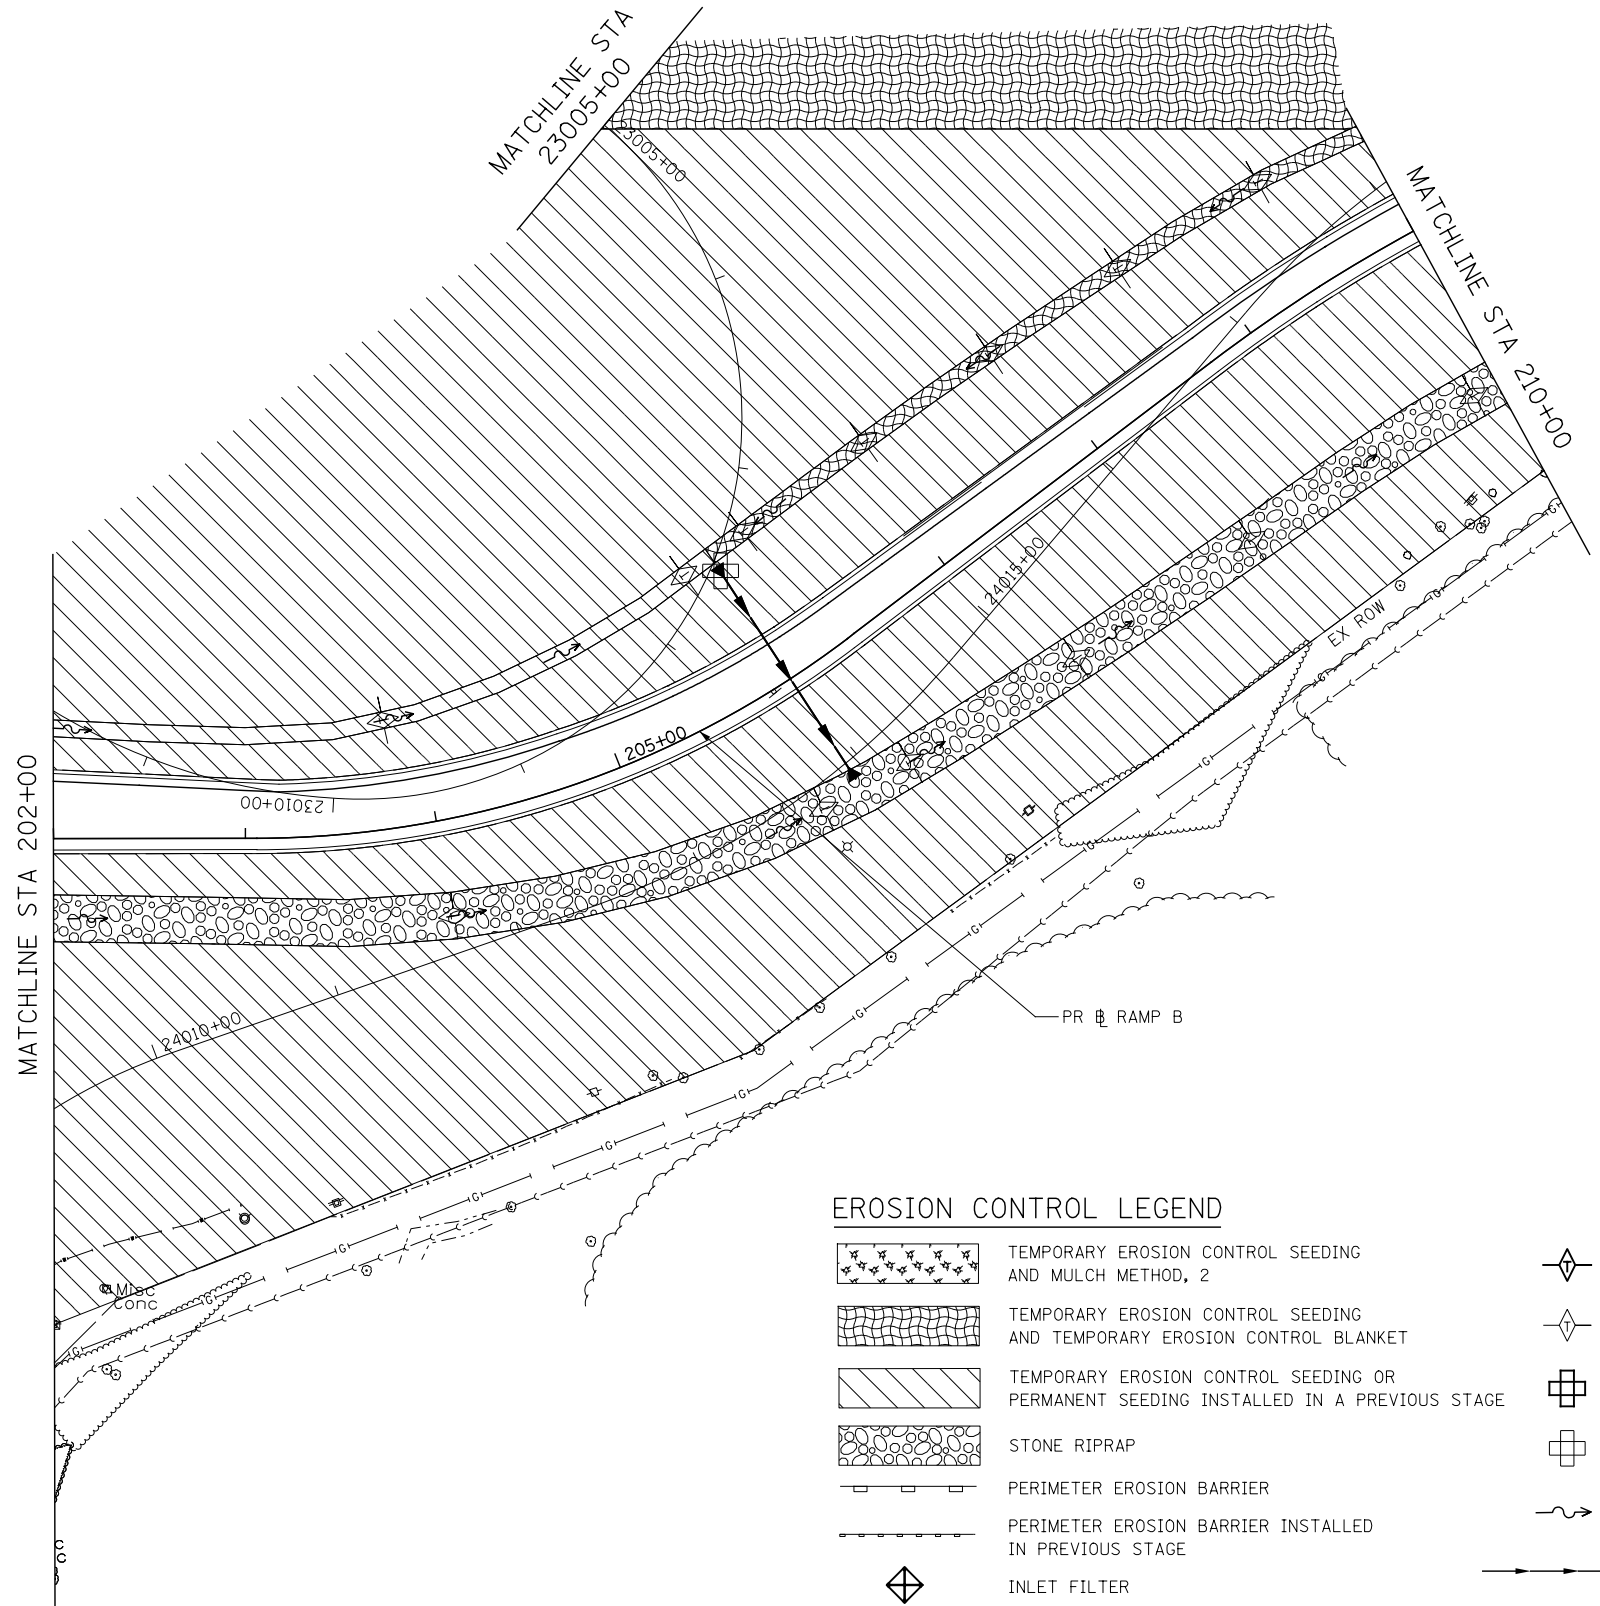 MATCHLINE STA
23005+00
23005+00
MATCHLINE STA 210+00
24015+00
EX ROW
205+00
23010+00
MATCHLINE STA 202+00
24010+00
PR B RAMP B
G
G
G
G
G
G
G
G
G
G
G
G
G
G
Misc
Conc
C
C
EROSION CONTROL LEGEND
TEMPORARY EROSION CONTROL SEEDING
AND MULCH METHOD, 2
T
TEMPORARY EROSION CONTROL SEEDING
AND TEMPORARY EROSION CONTROL BLANKET
T
TEMPORARY EROSION CONTROL SEEDING OR
PERMANENT SEEDING INSTALLED IN A PREVIOUS STAGE
STONE RIPRAP
PERIMETER EROSION BARRIER
PERIMETER EROSION BARRIER INSTALLED
IN PREVIOUS STAGE
INLET FILTER